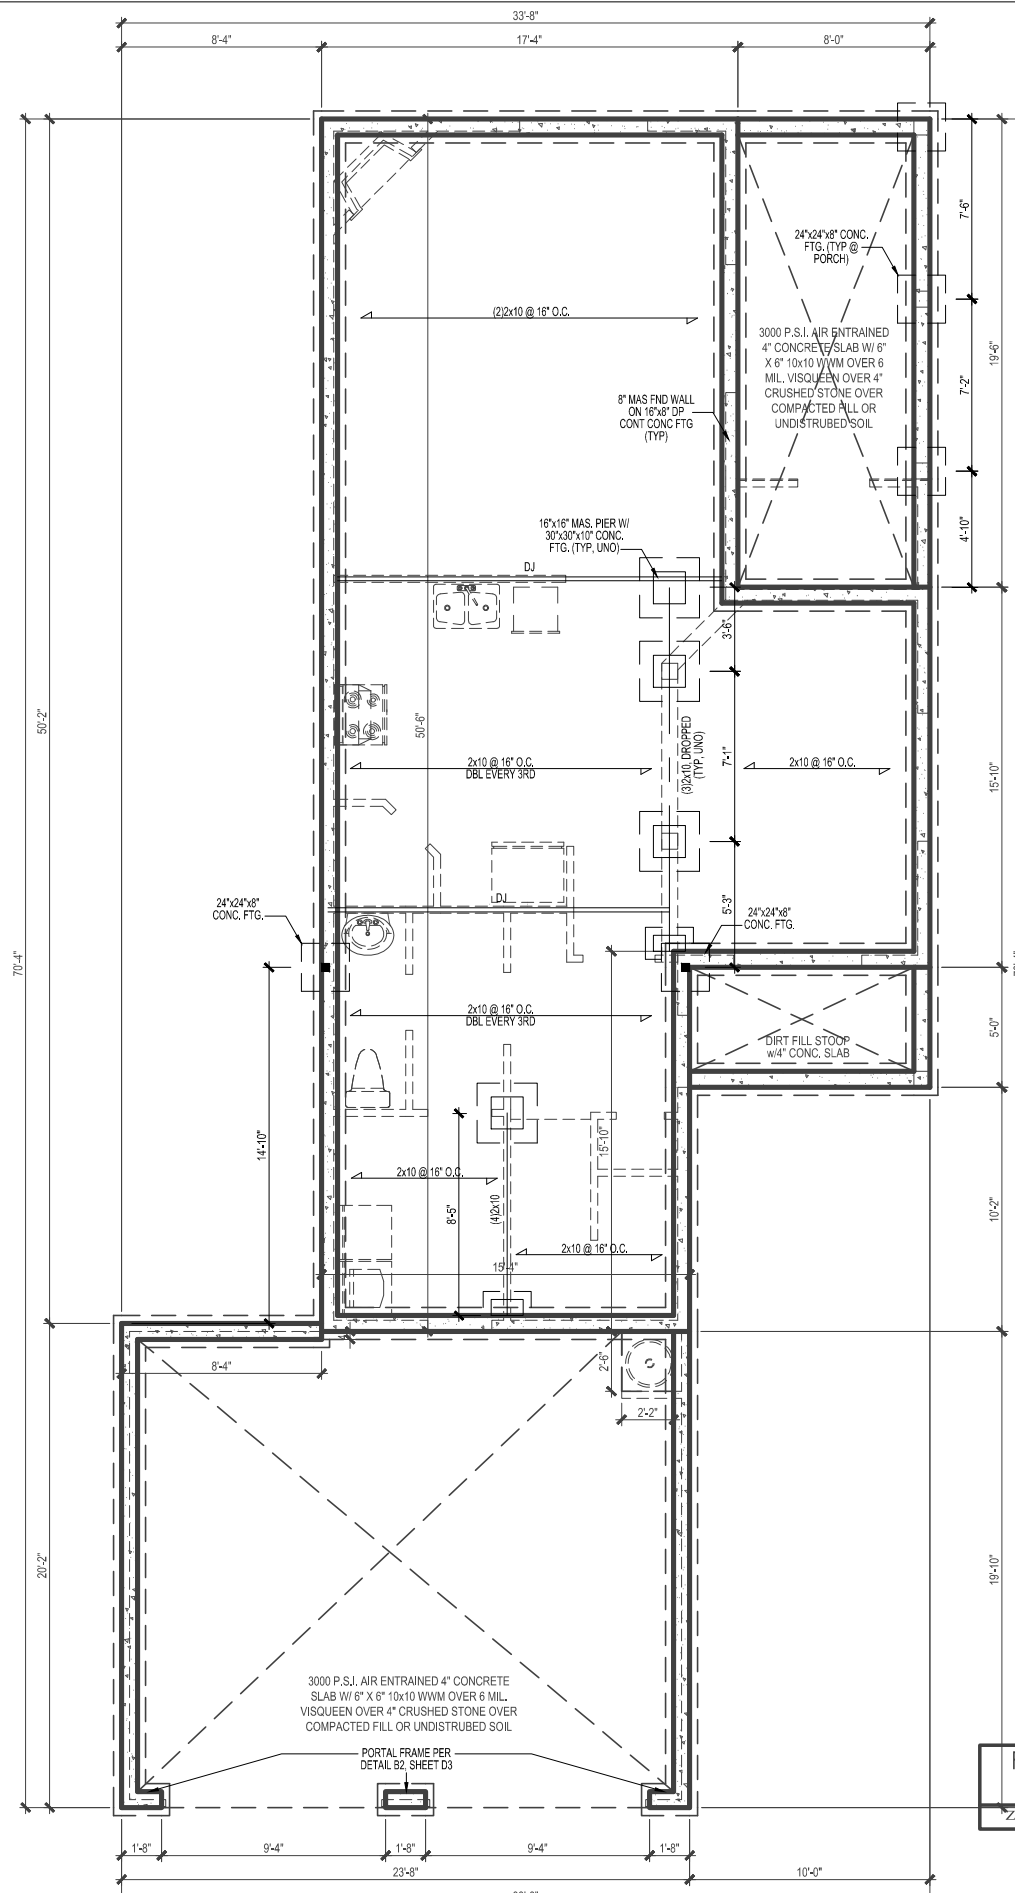 33'-8"
8'-4"
17'-4"
8'-0"
7'-6"
24"x24"x8" CONC.
FTG. (TYP @
PORCH)
(2)2x10 @ 16" O.C.
3000 P.S.I. AIR ENTRAINED
4" CONCRETE SLAB W/ 6"
X 6" 10x10 WWM OVER 6
MIL. VISQUEEN OVER 4"
CRUSHED STONE OVER
COMPACTED FILL OR
UNDISTRUBED SOIL
19'-6"
7'-2"
8" MAS FND WALL
ON 16"x8" DP
CONT CONC FTG
(TYP)
4'-10"
16"x16" MAS. PIER W/
30"x30"x10" CONC.
FTG. (TYP, UNO)
DJ
3'-6"
50'-2"
50'-6"
(3)2x10, DROPPED
(TYP, UNO)
7'-1"
2x10 @ 16" O.C.
DBL EVERY 3RD
2x10 @ 16" O.C.
15'-10"
DJ
5'-3"
24"x24"x8"
CONC. FTG.
24"x24"x8"
CONC. FTG.
70'-4"
2x10 @ 16" O.C.
DBL EVERY 3RD
DIRT FILL STOOP
w/4" CONC. SLAB
5'-0"
14'-10"
15'-10"
2x10 @ 16" O.C.
8'-5"
(4)2x10
10'-2"
2x10 @ 16" O.C.
15'-4"
8'-4"
2'-6"
2'-2"
20'-2"
19'-10"
3000 P.S.I. AIR ENTRAINED 4" CONCRETE
SLAB W/ 6" X 6" 10x10 WWM OVER 6 MIL.
VISQUEEN OVER 4" CRUSHED STONE OVER
COMPACTED FILL OR UNDISTRUBED SOIL
PORTAL FRAME PER
DETAIL B2, SHEET D3
1'-8"
9'-4"
1'-8"
9'-4"
1'-8"
23'-8"
10'-0"